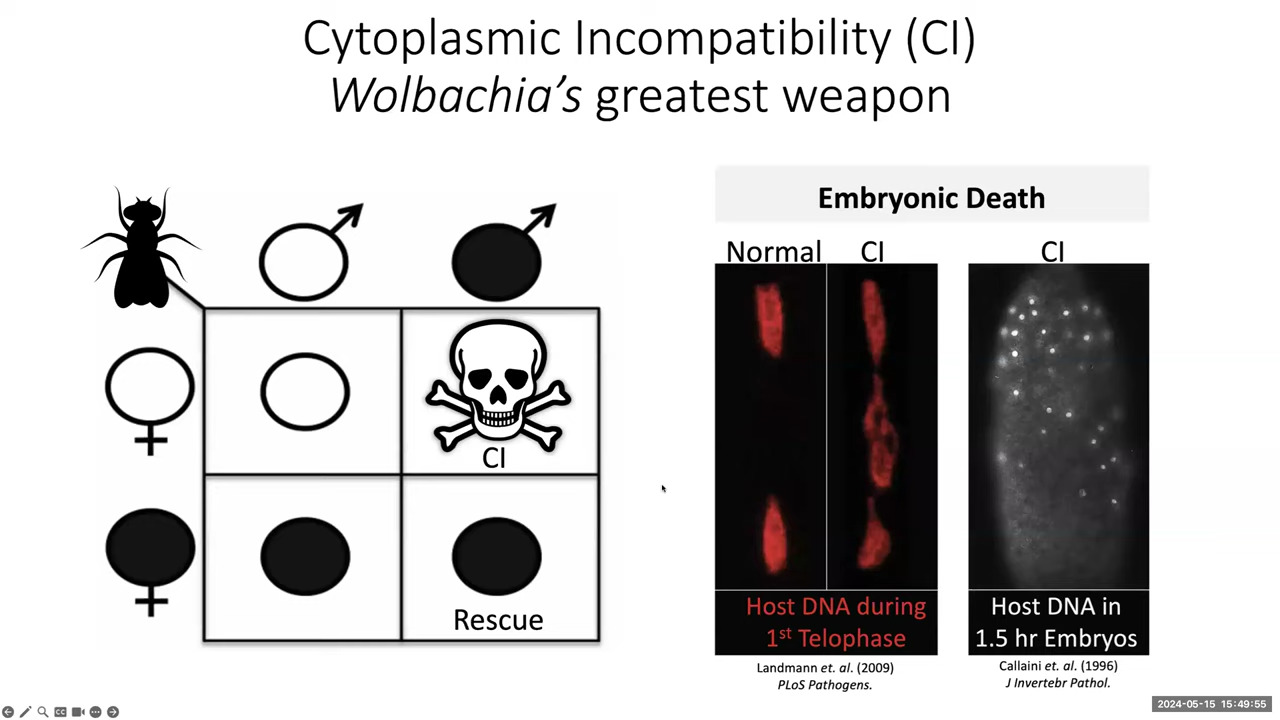 Cytoplasmic Incompatibility (CI)
Wolbachia's greatest weapon
Embryonic Death
Normal
CI
CI
CI
Rescue
Host DNA during
1st Telophase
Host DNA in
1.5 hr Embryos
Landmann et. al. (2009)
PLoS Pathogens.
Callaini et. al. (1996)
J Invertebr Pathol.
2024-05-15 15:49:55